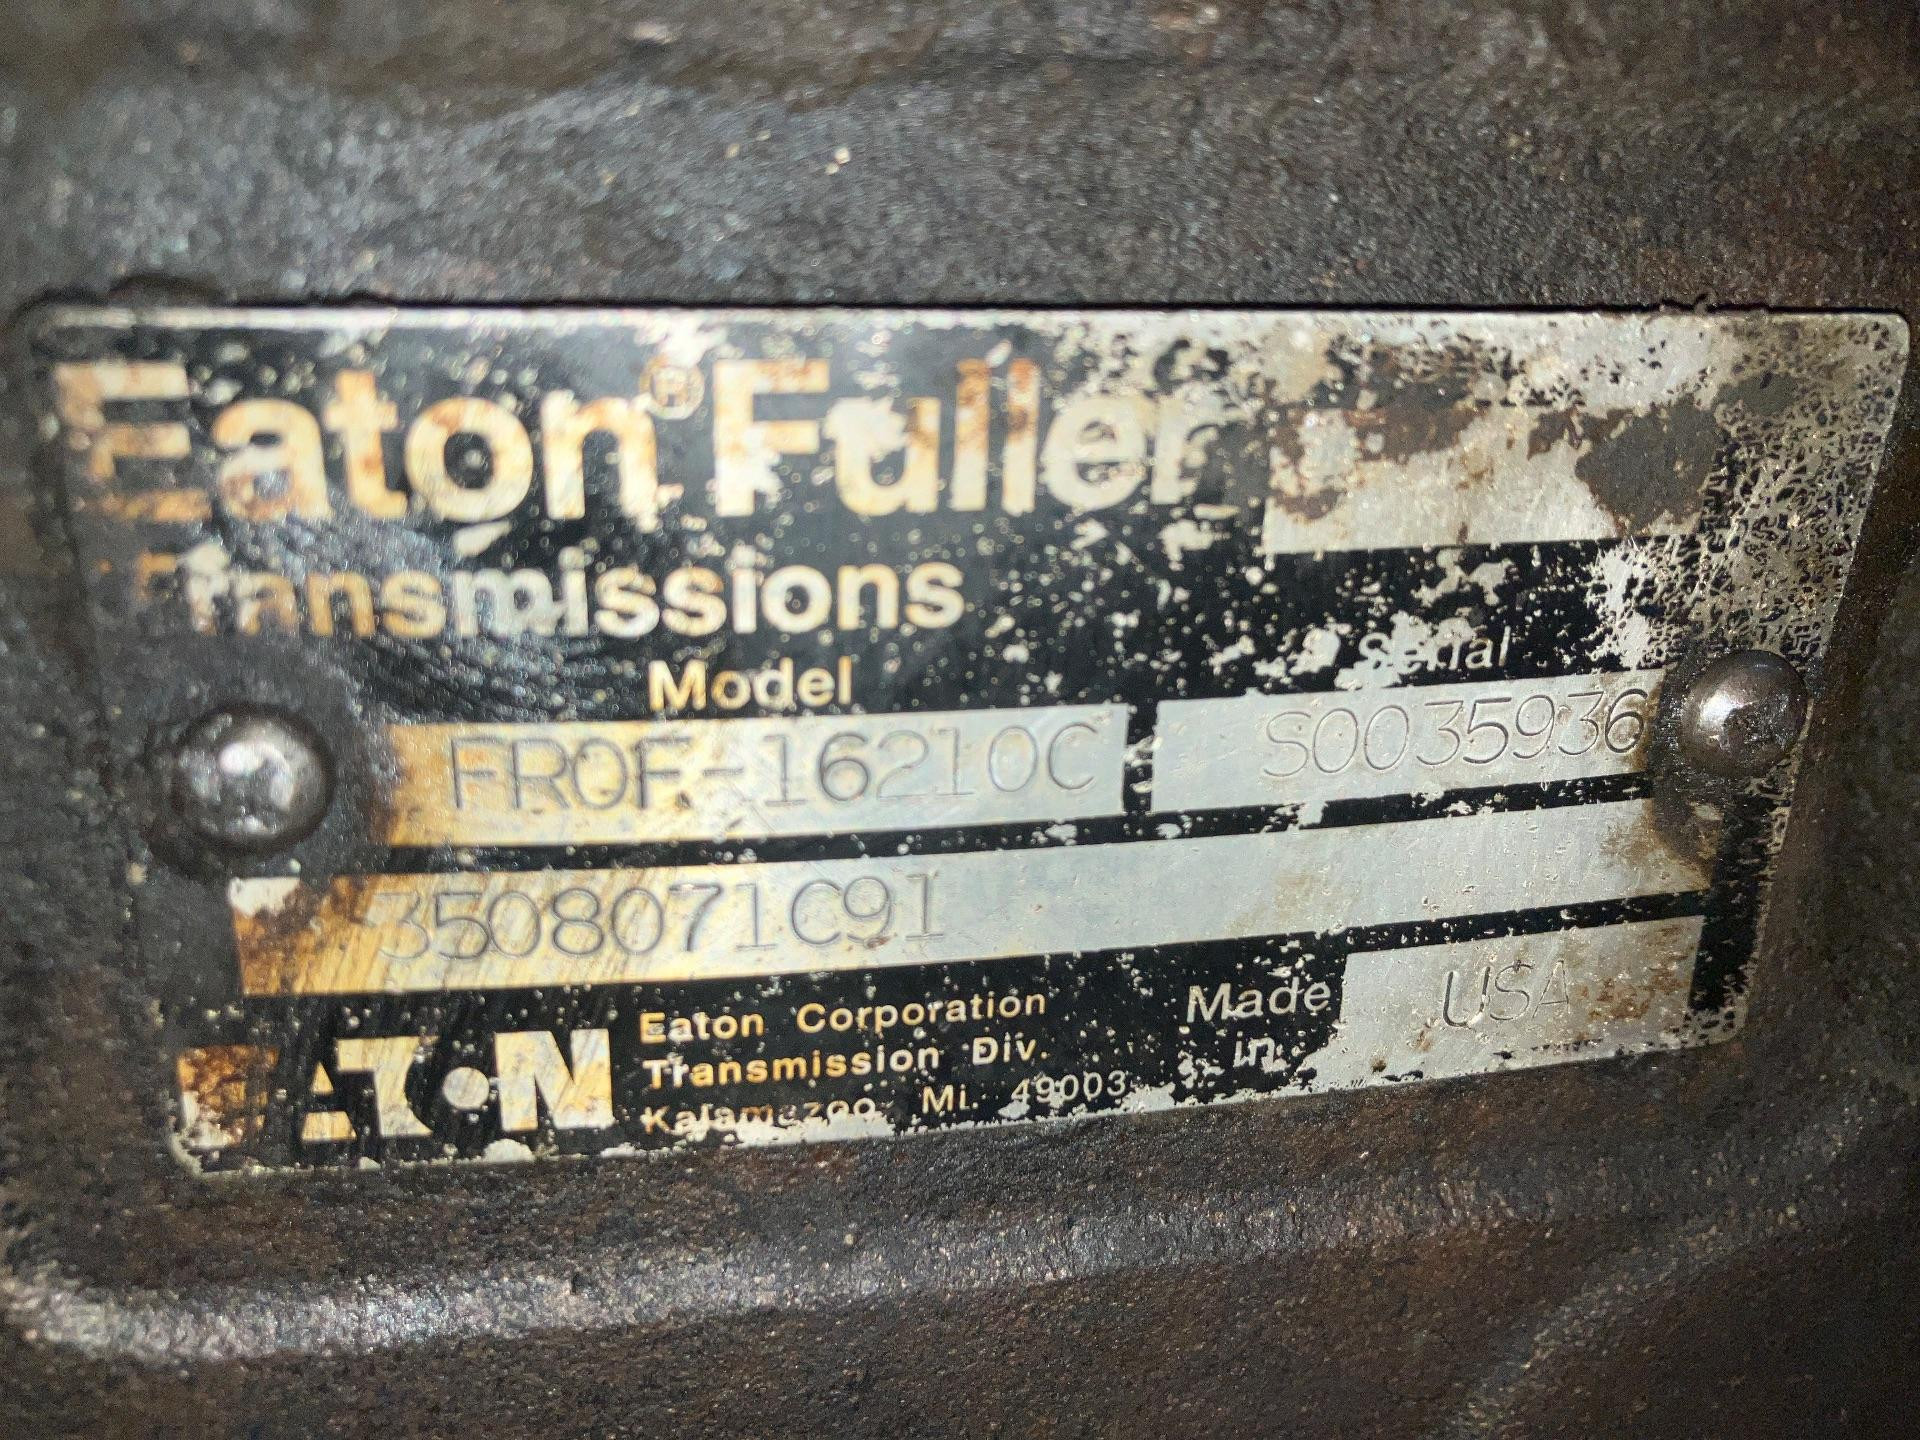 Eaton® Fuller
Transmissions
Model Serial
FROF-16210C S0035936
3508071C91
EATON Eaton Corporation
Transmission Div.
Kalamazoo, Mi. 49003
Made
in
USA